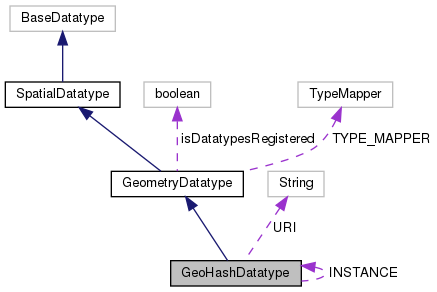 BaseDatatype
SpatialDatatype
boolean
TypeMapper
isDatatypesRegistered
TYPE_MAPPER
GeometryDatatype
String
URI
GeoHashDatatype
INSTANCE